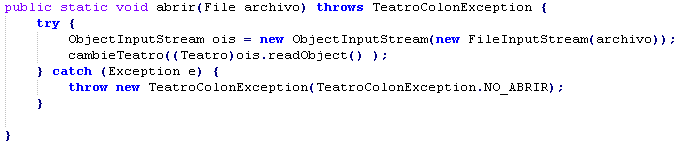 public static void abrir(File archivo) throws TeatroColonException {
try {
ObjectInputStream ois = new ObjectInputStream(new FileInputStream(archivo));
cambieTeatro((Teatro)ois.readObject() );
} catch (Exception e) {
throw new TeatroColonException(TeatroColonException.NO_ABRIR);
}
}